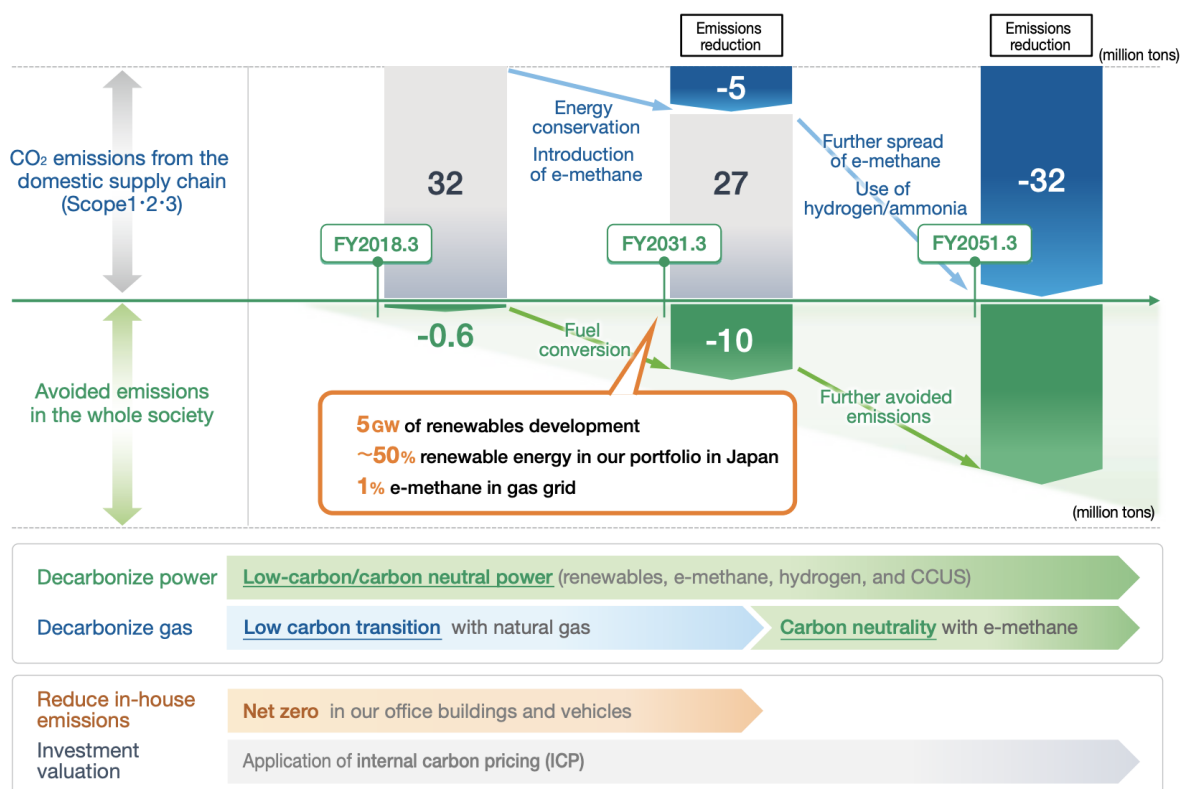 Emissions
reduction
Emissions
reduction
(million tons)
-5
Energy
conservation
Introduction
of e-methane
Further spread
of e-methane
Use of
hydrogen/ammonia
CO₂ emissions from the
domestic supply chain
(Scope1･2･3)
32
27
-32
FY2018.3
FY2031.3
FY2051.3
-0.6
Fuel
conversion
-10
Avoided emissions
in the whole society
Further avoided
emissions
5GW of renewables development
~50% renewable energy in our portfolio in Japan
1% e-methane in gas grid
(million tons)
Decarbonize power
Low-carbon/carbon neutral power (renewables, e-methane, hydrogen, and CCUS)
Decarbonize gas
Low carbon transition with natural gas
Carbon neutrality with e-methane
Reduce in-house
emissions
Net zero in our office buildings and vehicles
Investment
valuation
Application of internal carbon pricing (ICP)